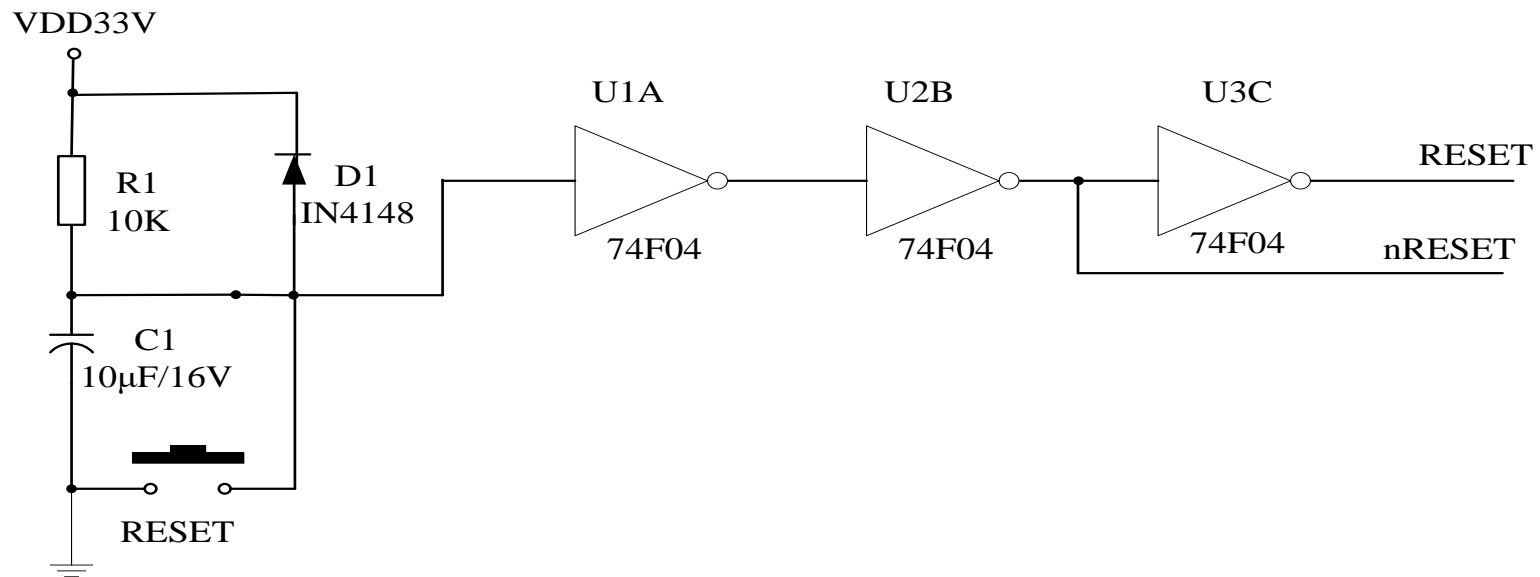 VDD33V
U1A
U2B
U3C
RESET
R1
10K
D1
IN4148
74F04
74F04
74F04
nRESET
C1
10μF/16V
RESET